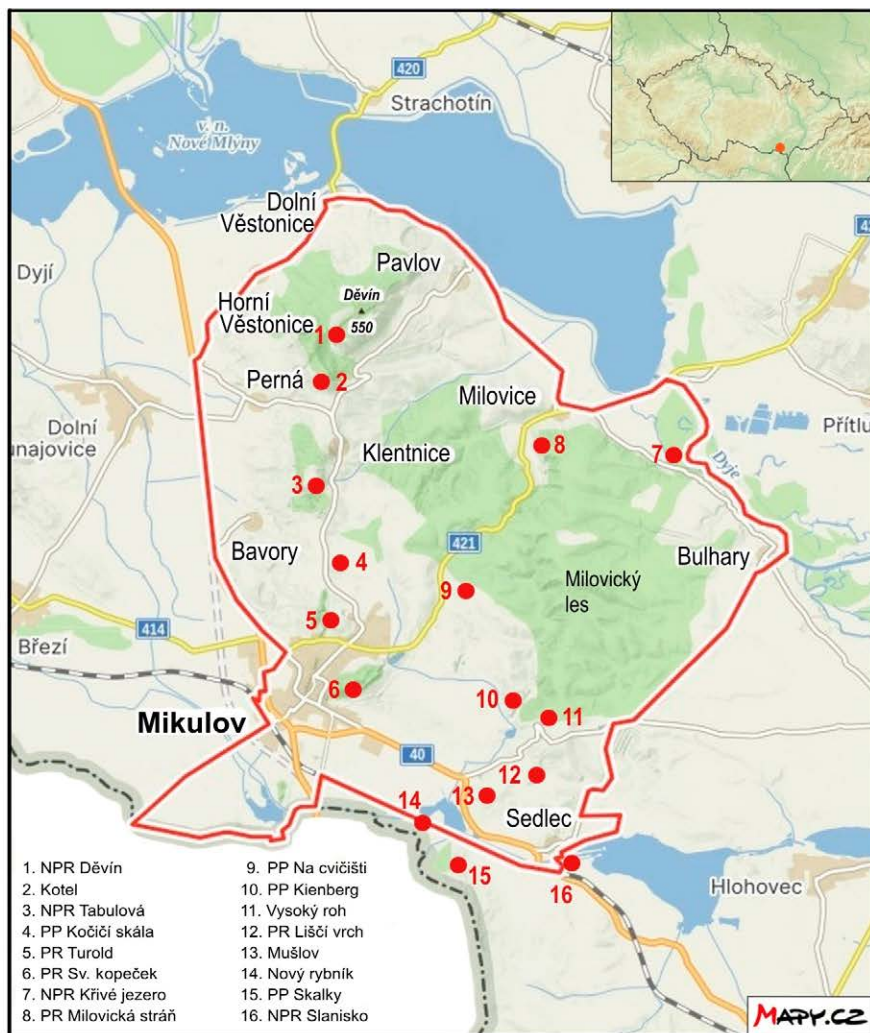 420
Strachotín
v. n.
Nové Mlýny
Dolní
Věstonice
Dyjí
Pavlov
Horní
Věstonice
Děvín
550
1
Perná
2
Milovice
Dolní
unajovice
Klentnice
8
7
Přítlu
Dyje
3
Bavory
4
421
9
Milovický
les
Bulhary
5
414
Březí
6
10
11
Mikulov
40
12
13
14
Sedlec
15
16
Hlohovec
1. NPR Děvín
2. Kotel
3. NPR Tabulová
4. PP Kočičí skála
5. PR Turold
6. PR Sv. kopeček
7. NPR Křivé jezero
8. PR Milovická stráň
9. PP Na cvičišti
10. PP Kienberg
11. Vysoký roh
12. PR Liščí vrch
13. Mušlov
14. Nový rybník
15. PP Skalky
16. NPR Slanisko
MAPY.CZ